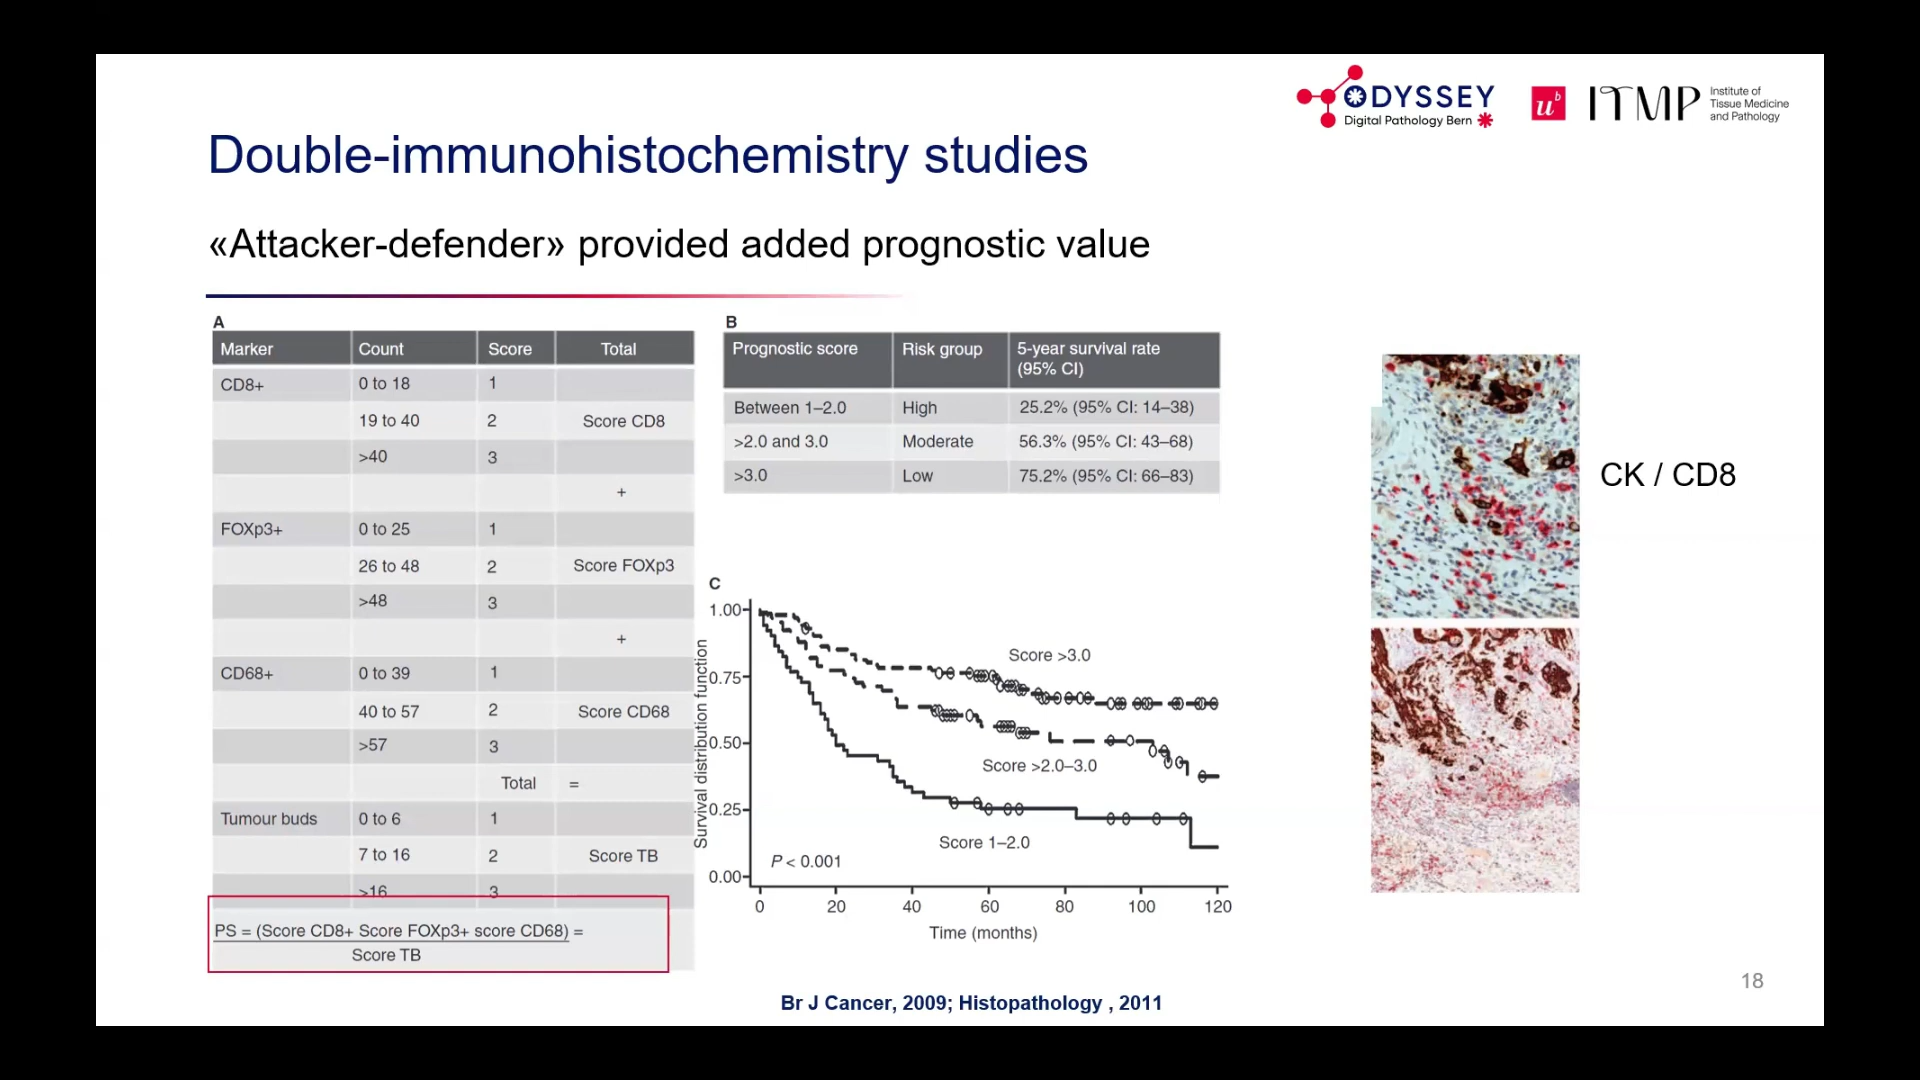 ODYSSEY
Digital Pathology Bern
u^b
ITMP
Institute of
Tissue Medicine
and Pathology
Double-immunohistochemistry studies
«Attacker-defender» provided added prognostic value
A
Marker Count Score Total
CD8+ 0 to 18 1
19 to 40 2 Score CD8
>40 3
+
FOXp3+ 0 to 25 1
26 to 48 2 Score FOXp3
>48 3
+
CD68+ 0 to 39 1
40 to 57 2 Score CD68
>57 3
Total =
Tumour buds 0 to 6 1
7 to 16 2 Score TB
>16 3
PS = (Score CD8+ Score FOXp3+ score CD68) =
Score TB
B
Prognostic score Risk group 5-year survival rate
(95% CI)
Between 1–2.0 High 25.2% (95% CI: 14–38)
>2.0 and 3.0 Moderate 56.3% (95% CI: 43–68)
>3.0 Low 75.2% (95% CI: 66–83)
C
Survival distribution function
1.00
0.75
0.50
0.25
0.00
Score >3.0
Score >2.0–3.0
Score 1–2.0
P < 0.001
0 20 40 60 80 100 120
Time (months)
CK / CD8
18
Br J Cancer, 2009; Histopathology , 2011